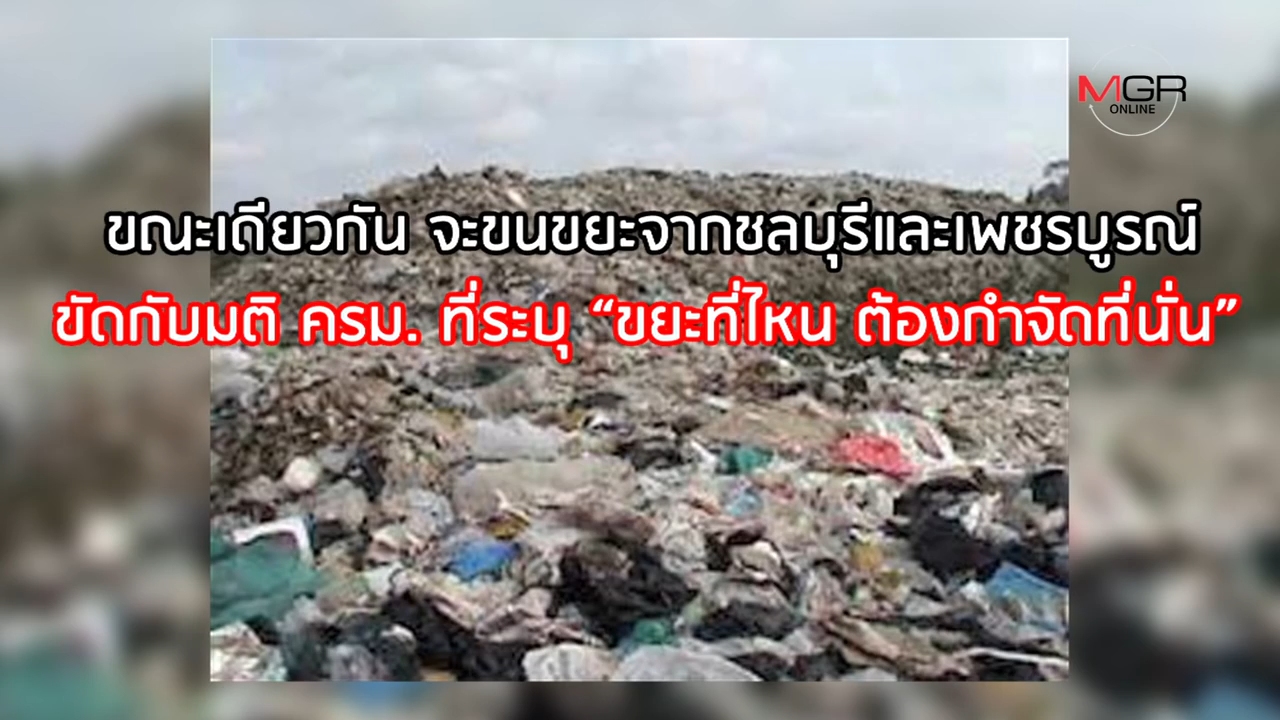 MGR
ONLINE
ขณะเดียวกัน จะขนขยะจากชลบุรีและเพชรบูรณ์
ขัดกับมติ ครม. ที่ระบุ “ขยะที่ไหน ต้องกำจัดที่นั่น”